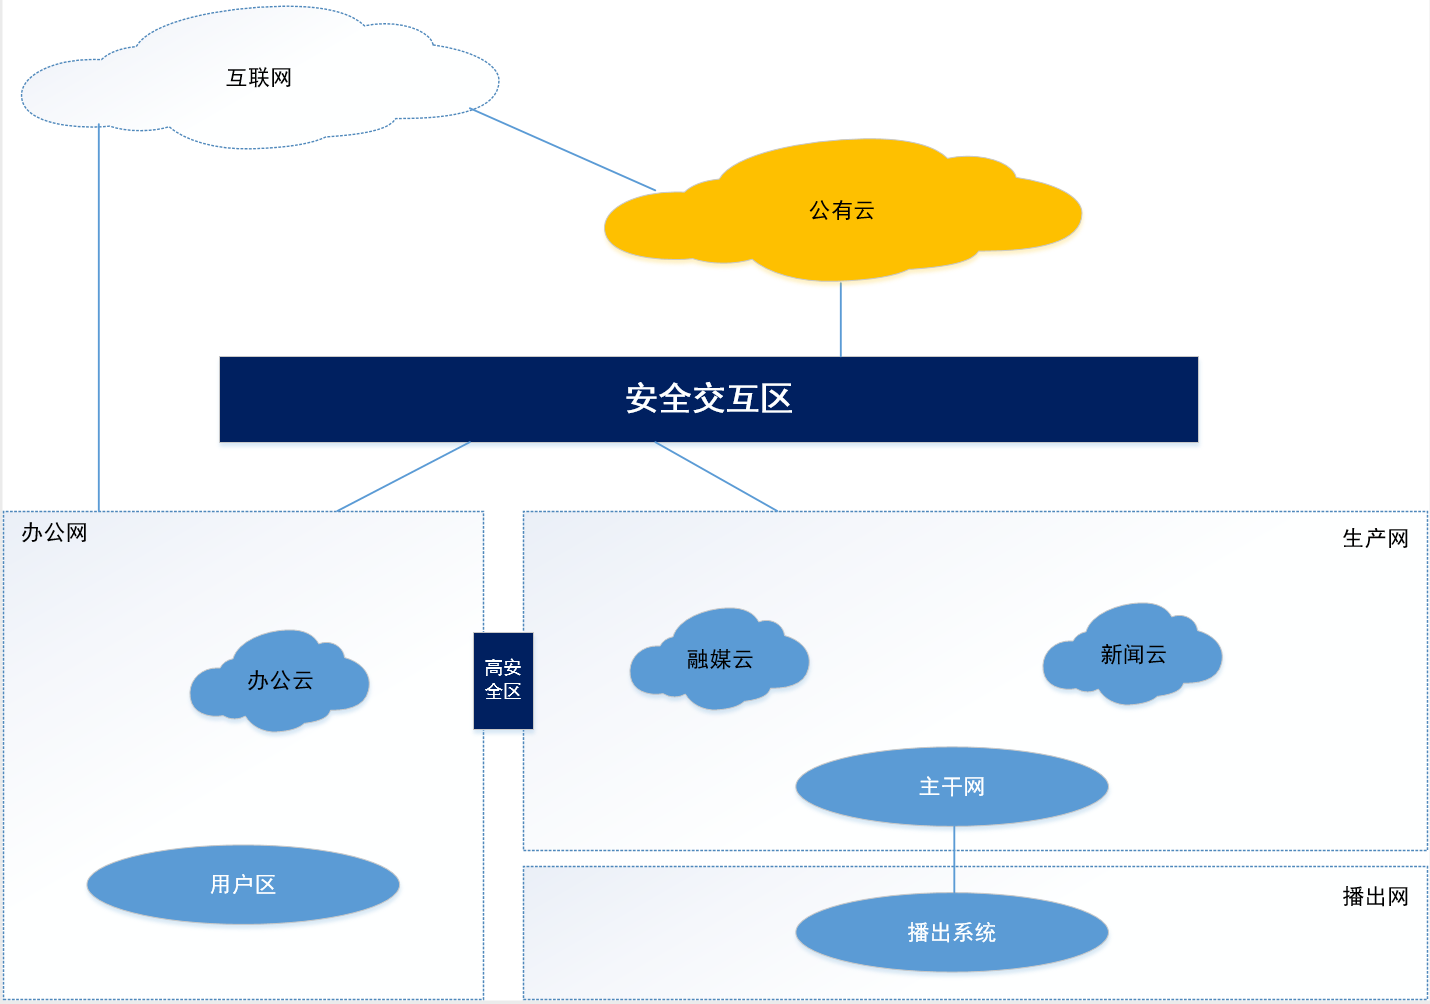 互联网
公有云
安全交互区
办公网
生产网
办公云
高安
全区
融媒云
新闻云
主干网
用户区
播出网
播出系统